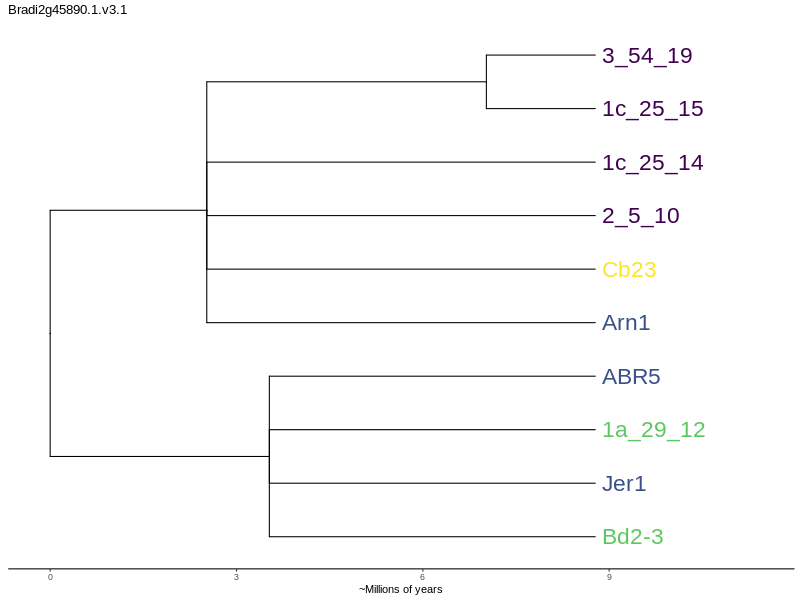 Bradi2g45890.1.v3.1
3_54_19
1c_25_15
1c_25_14
2_5_10
Cb23
Arn1
ABR5
1a_29_12
Jer1
Bd2-3
0 3 6 9
~Millions of years